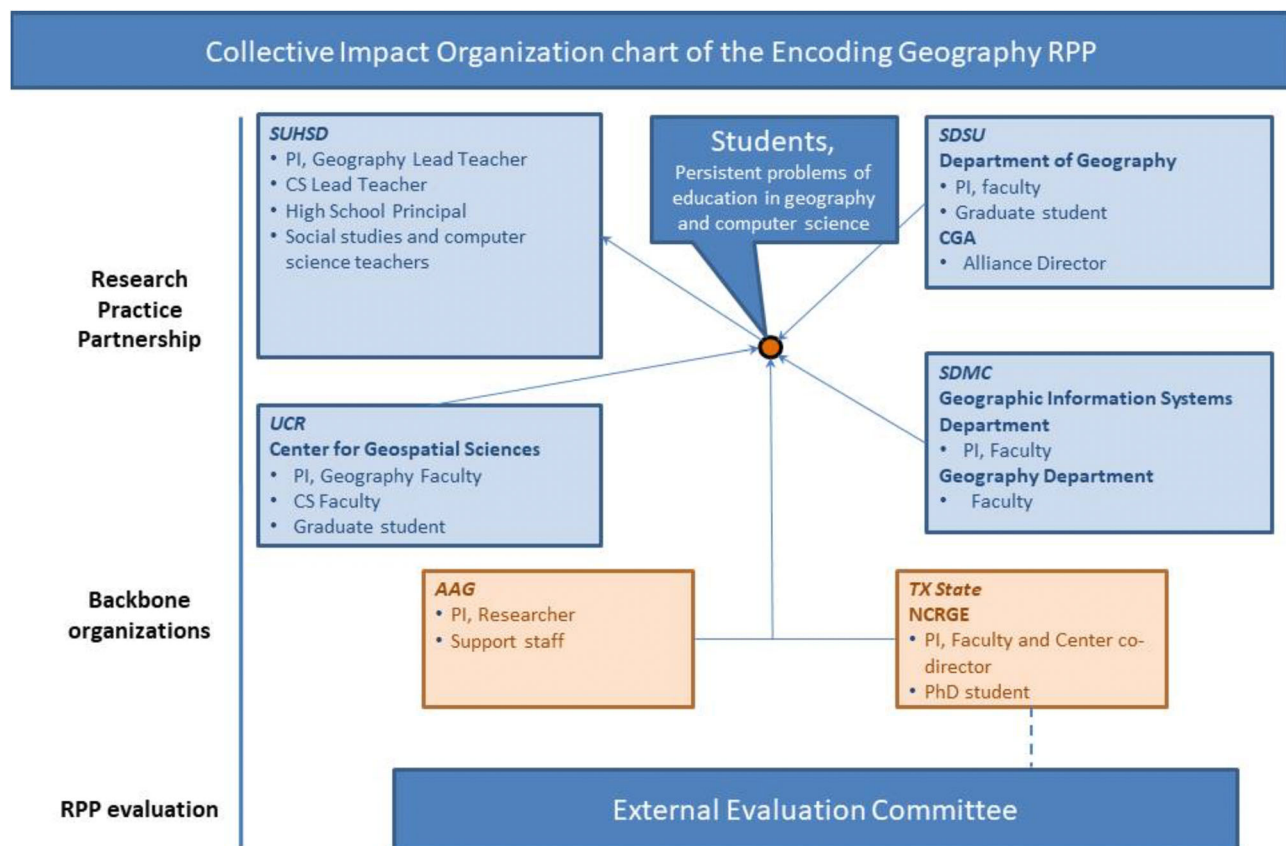 Collective Impact Organization chart of the Encoding Geography RPP
Research
Practice
Partnership
SUHSD
• PI, Geography Lead Teacher
• CS Lead Teacher
• High School Principal
• Social studies and computer
science teachers
Students,
Persistent problems of
education in geography
and computer science
SDSU
Department of Geography
• PI, faculty
• Graduate student
CGA
• Alliance Director
UCR
Center for Geospatial Sciences
• PI, Geography Faculty
• CS Faculty
• Graduate student
SDMC
Geographic Information Systems
Department
• PI, Faculty
Geography Department
• Faculty
Backbone
organizations
AAG
• PI, Researcher
• Support staff
TX State
NCRGE
• PI, Faculty and Center co-
director
• PhD student
RPP evaluation
External Evaluation Committee